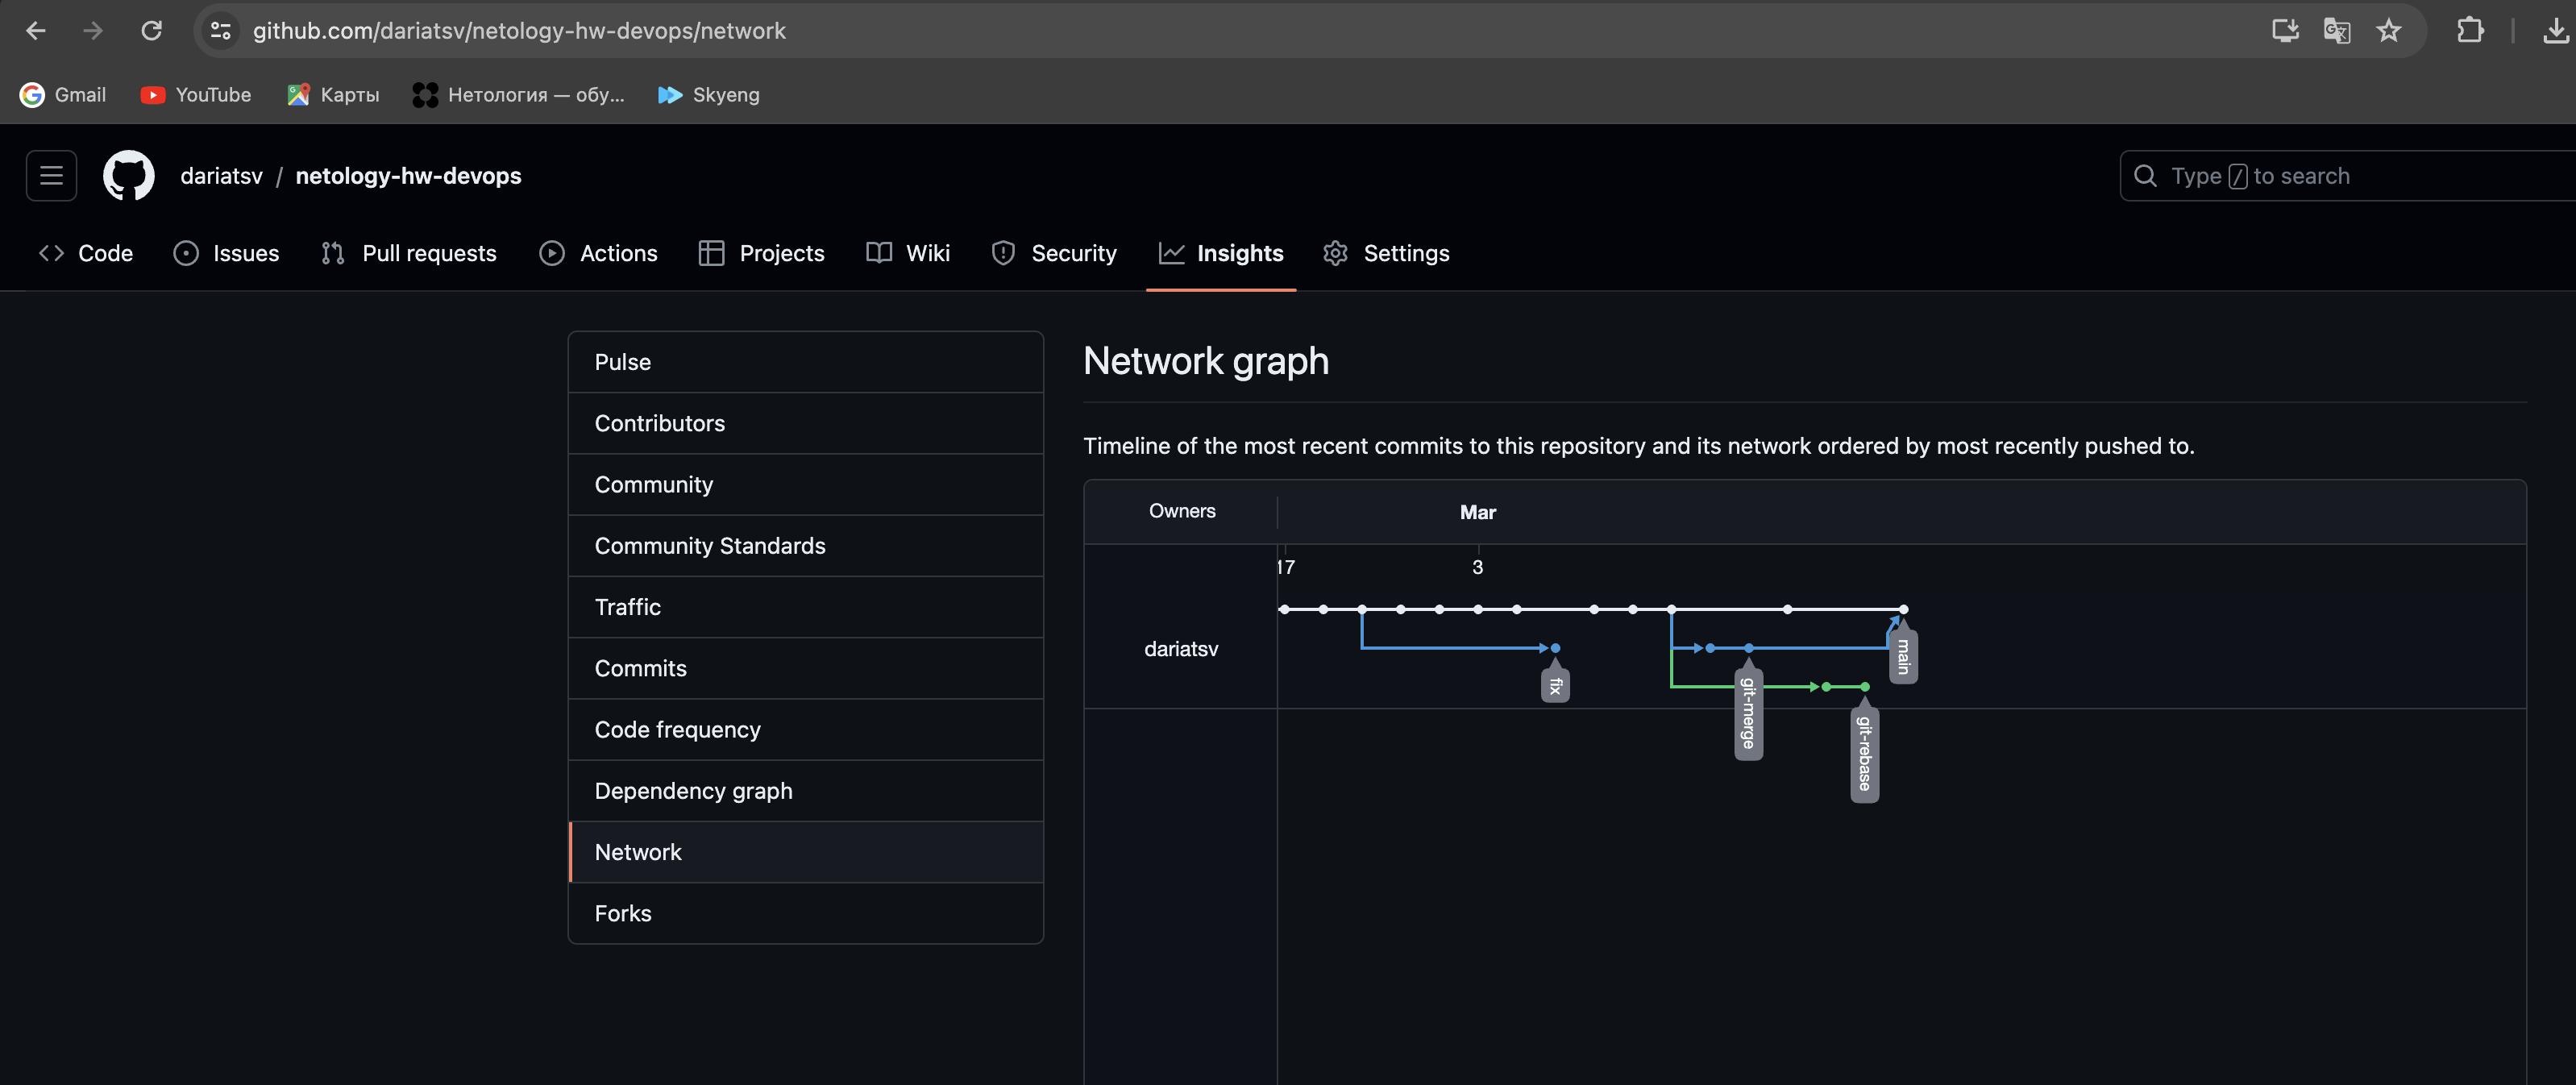 github.com/dariatsv/netology-hw-devops/network
Gmail YouTube Карты Нетология — обу... Skyeng
dariatsv / netology-hw-devops
Type / to search
Code Issues Pull requests Actions Projects Wiki Security Insights Settings
Pulse
Contributors
Community
Community Standards
Traffic
Commits
Code frequency
Dependency graph
Network
Forks
Network graph
Timeline of the most recent commits to this repository and its network ordered by most recently pushed to.
Owners Mar
17 3
dariatsv
fix
git-merge
git-rebase
main